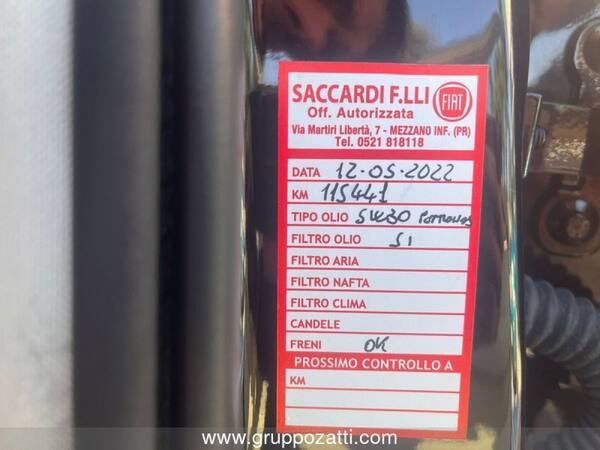 SACCARDI F.LLI
FIAT
Off. Autorizzata
Via Martiri Libertà, 7 - MEZZANO INF. (PR)
Tel. 0521 818118
DATA 12-05-2022
KM 115441
TIPO OLIO 5W30 Petronas
FILTRO OLIO SI
FILTRO ARIA
FILTRO NAFTA
FILTRO CLIMA
CANDELE
FRENI OK
PROSSIMO CONTROLLO A
KM
www.gruppozatti.com